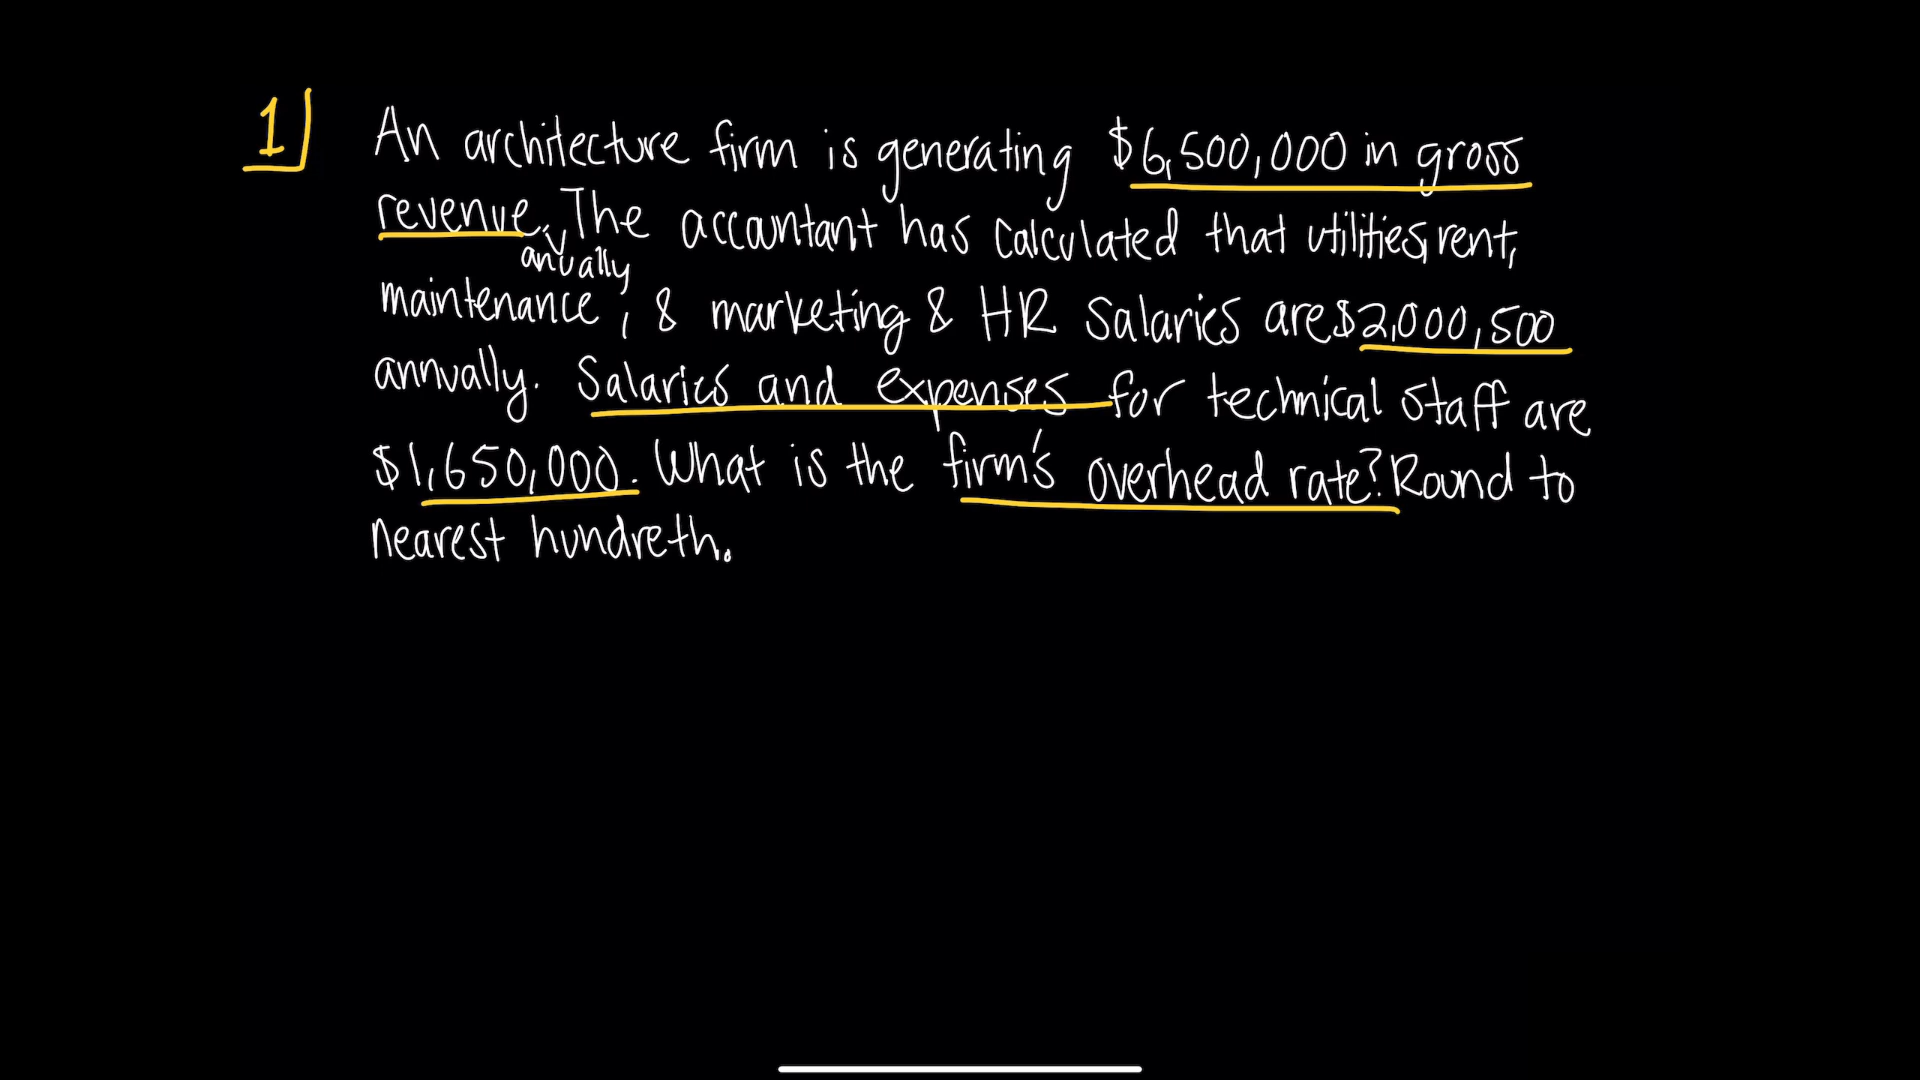 1
An architecture firm is generating $6,500,000 in gross
revenue. The accountant has calculated that utilities, rent,
anually
maintenance, & marketing & HR Salaries are $2,000,500
annually. Salaries and expenses for technical staff are
$1,650,000. What is the firm's overhead rate? Round to
nearest hundreth.